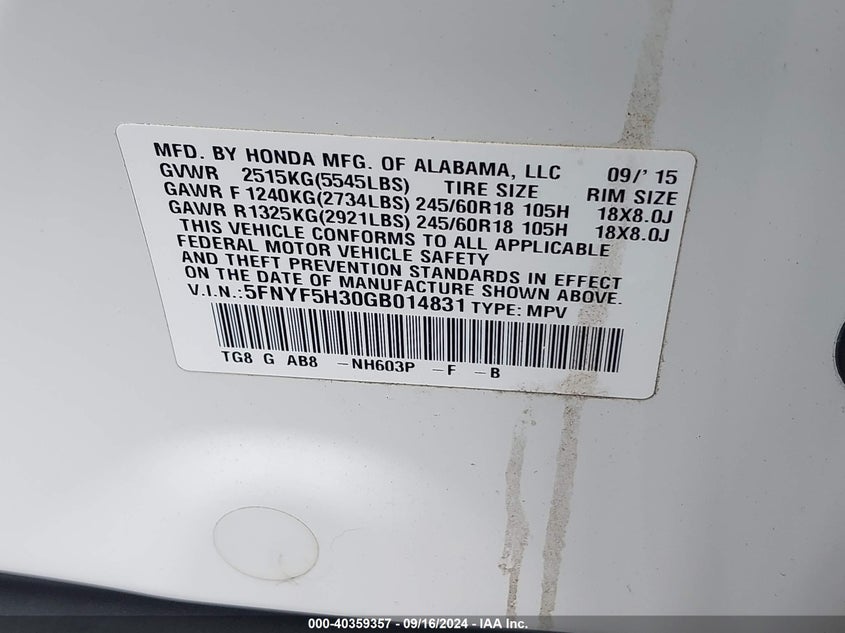 MFD. BY HONDA MFG. OF ALABAMA, LLC 09/' 15
GVWR 2515KG(5545LBS) TIRE SIZE RIM SIZE
GAWR F 1240KG(2734LBS) 245/60R18 105H 18X8.0J
GAWR R1325KG(2921LBS) 245/60R18 105H 18X8.0J
THIS VEHICLE CONFORMS TO ALL APPLICABLE
FEDERAL MOTOR VEHICLE SAFETY
AND THEFT PREVENTION STANDARDS IN EFFECT
ON THE DATE OF MANUFACTURE SHOWN ABOVE.
V.I.N.:5FNYF5H30GB014831 TYPE: MPV
TG8 G AB8 -NH603P -F -B
000-40359357 - 09/16/2024 - IAA Inc.